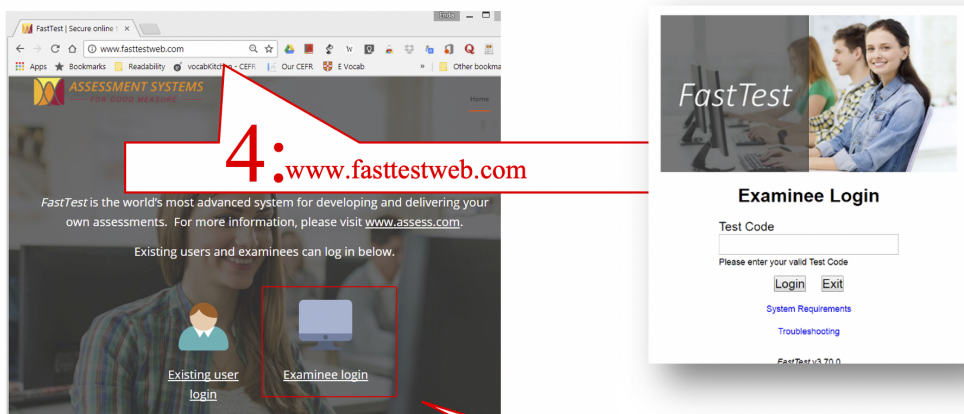 Endo
FastTest | Secure online t
www.fasttestweb.com
Apps Bookmarks Readability vocabKitchen - CEFR Our CEFR E Vocab » Other bookma
ASSESSMENT SYSTEMS
FOR GOOD MEASURE
Home
4:www.fasttestweb.com
FastTest is the world's most advanced system for developing and delivering your
own assessments. For more information, please visit www.assess.com.
Existing users and examinees can log in below.
Existing user
login
Examinee login
FastTest
Examinee Login
Test Code
Please enter your valid Test Code
Login Exit
System Requirements
Troubleshooting
FastTest v3.70.0